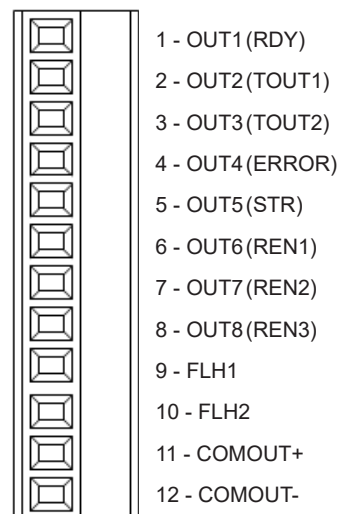 1 - OUT1(RDY)
2 - OUT2(TOUT1)
3 - OUT3(TOUT2)
4 - OUT4(ERROR)
5 - OUT5(STR)
6 - OUT6(REN1)
7 - OUT7(REN2)
8 - OUT8(REN3)
9 - FLH1
10 - FLH2
11 - COMOUT+
12 - COMOUT-